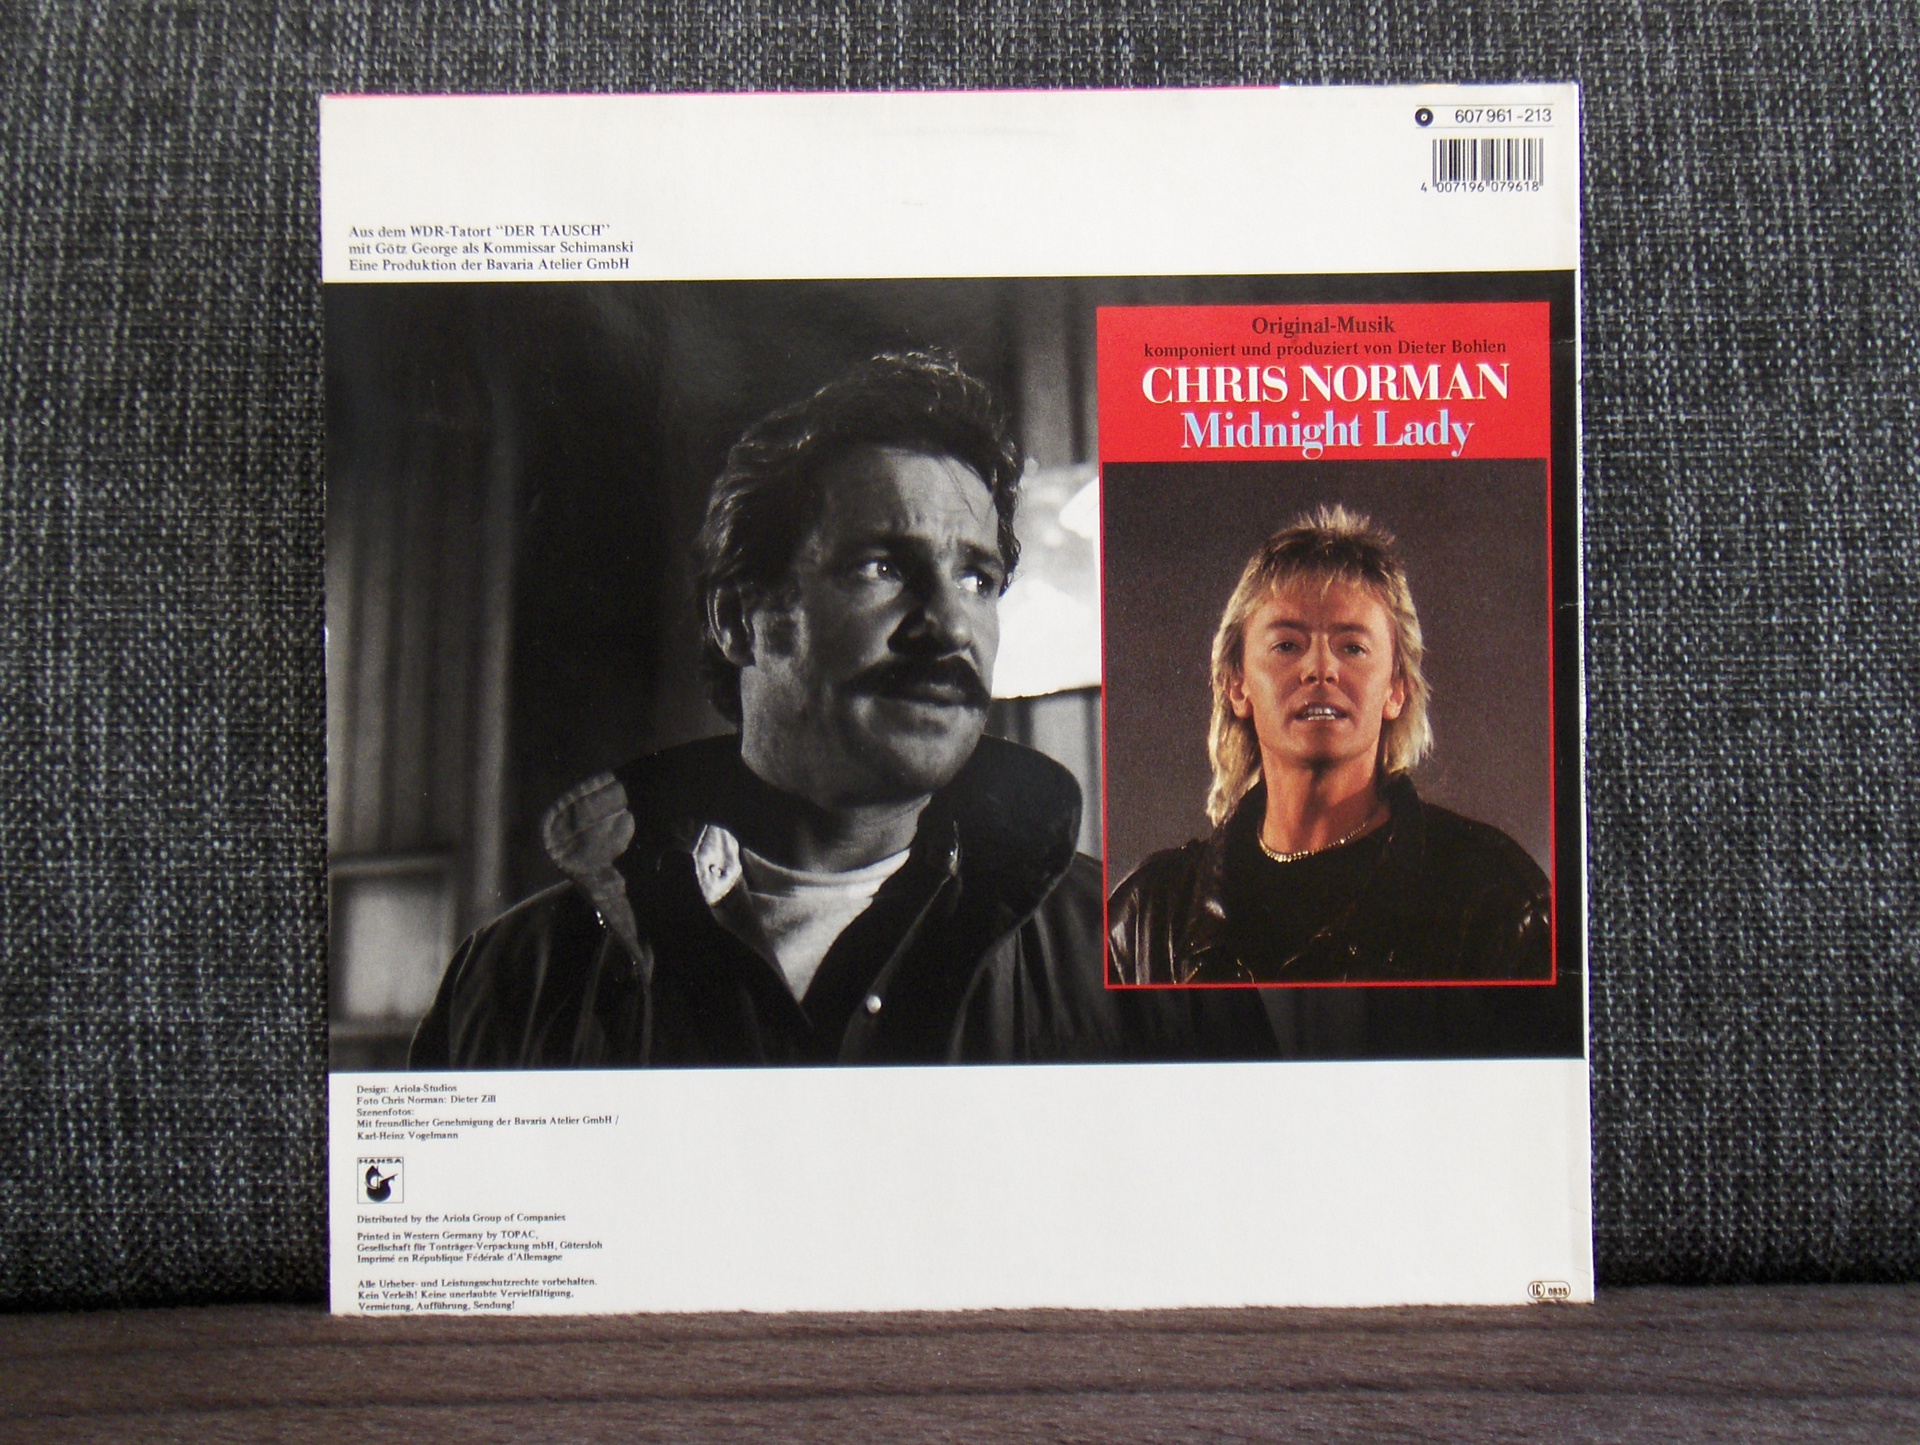 607 961-213
4 007196 079618
Aus dem WDR-Tatort "DER TAUSCH"
mit Götz George als Kommissar Schimanski
Eine Produktion der Bavaria Atelier GmbH
Original-Musik
komponiert und produziert von Dieter Bohlen
CHRIS NORMAN
Midnight Lady
Design: Ariola-Studios
Foto Chris Norman: Dieter Zill
Szenenfotos:
Mit freundlicher Genehmigung der Bavaria Atelier GmbH /
Karl-Heinz Vogelmann
HANSA
Distributed by the Ariola Group of Companies
Printed in Western Germany by TOPAC,
Gesellschaft für Tonträger-Verpackung mbH, Gütersloh
Imprimé en République Fédérale d'Allemagne
Alle Urheber- und Leistungsschutzrechte vorbehalten.
Kein Verleih! Keine unerlaubte Vervielfältigung,
Vermietung, Aufführung, Sendung!
LC 0835